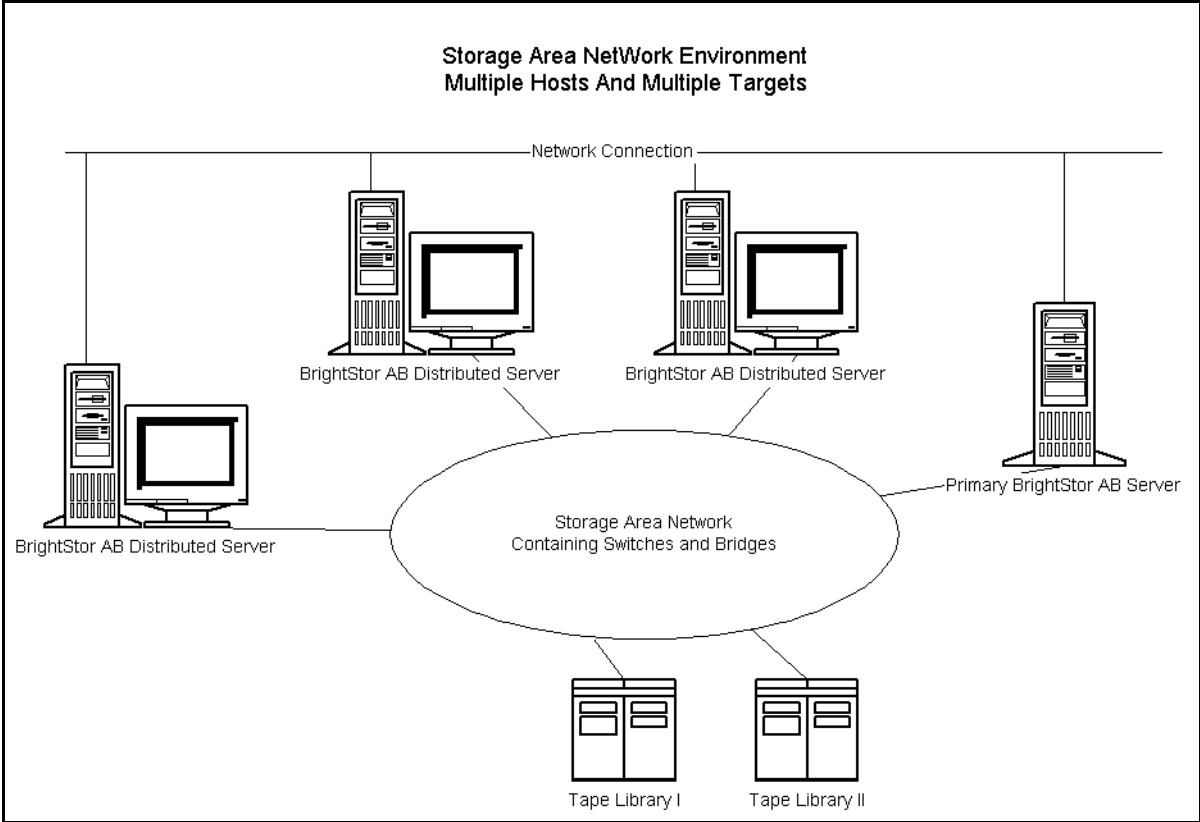 Storage Area NetWork Environment
Multiple Hosts And Multiple Targets
Network Connection
BrightStor AB Distributed Server
BrightStor AB Distributed Server
Primary BrightStor AB Server
BrightStor AB Distributed Server
Storage Area Network
Containing Switches and Bridges
Tape Library I
Tape Library II